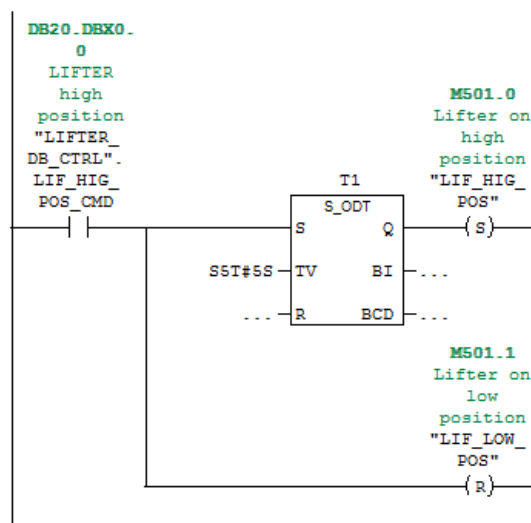 DB20.DBX0.
0
LIFTER
high
position
"LIFTER_
DB_CTRL".
LIF_HIG_
POS_CMD
M501.0
Lifter on
high
position
"LIF_HIG_
POS"
T1
S_ODT
S
Q
(S)
S5T#5S
TV
BI
...
...
R
BCD
...
M501.1
Lifter on
low
position
"LIF_LOW_
POS"
(R)